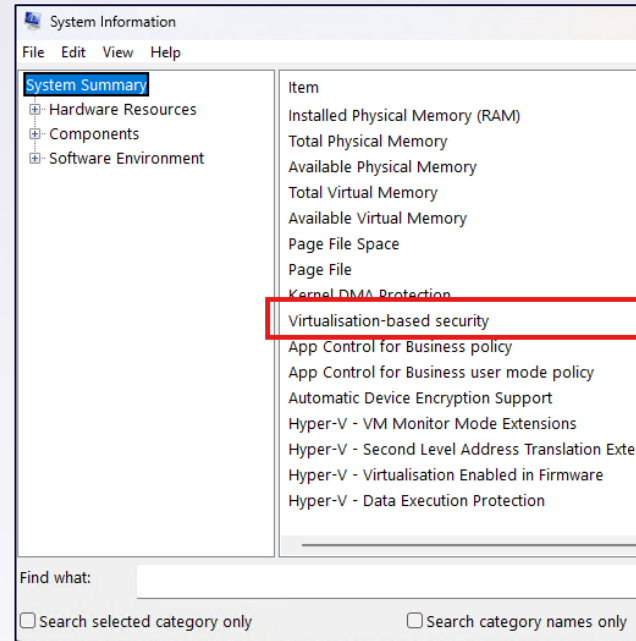 System Information
File Edit View Help
System Summary
Hardware Resources
Components
Software Environment
Item
Installed Physical Memory (RAM)
Total Physical Memory
Available Physical Memory
Total Virtual Memory
Available Virtual Memory
Page File Space
Page File
Kernel DMA Protection
Virtualisation-based security
App Control for Business policy
App Control for Business user mode policy
Automatic Device Encryption Support
Hyper-V - VM Monitor Mode Extensions
Hyper-V - Second Level Address Translation Exte
Hyper-V - Virtualisation Enabled in Firmware
Hyper-V - Data Execution Protection
Find what:
Search selected category only
Search category names only